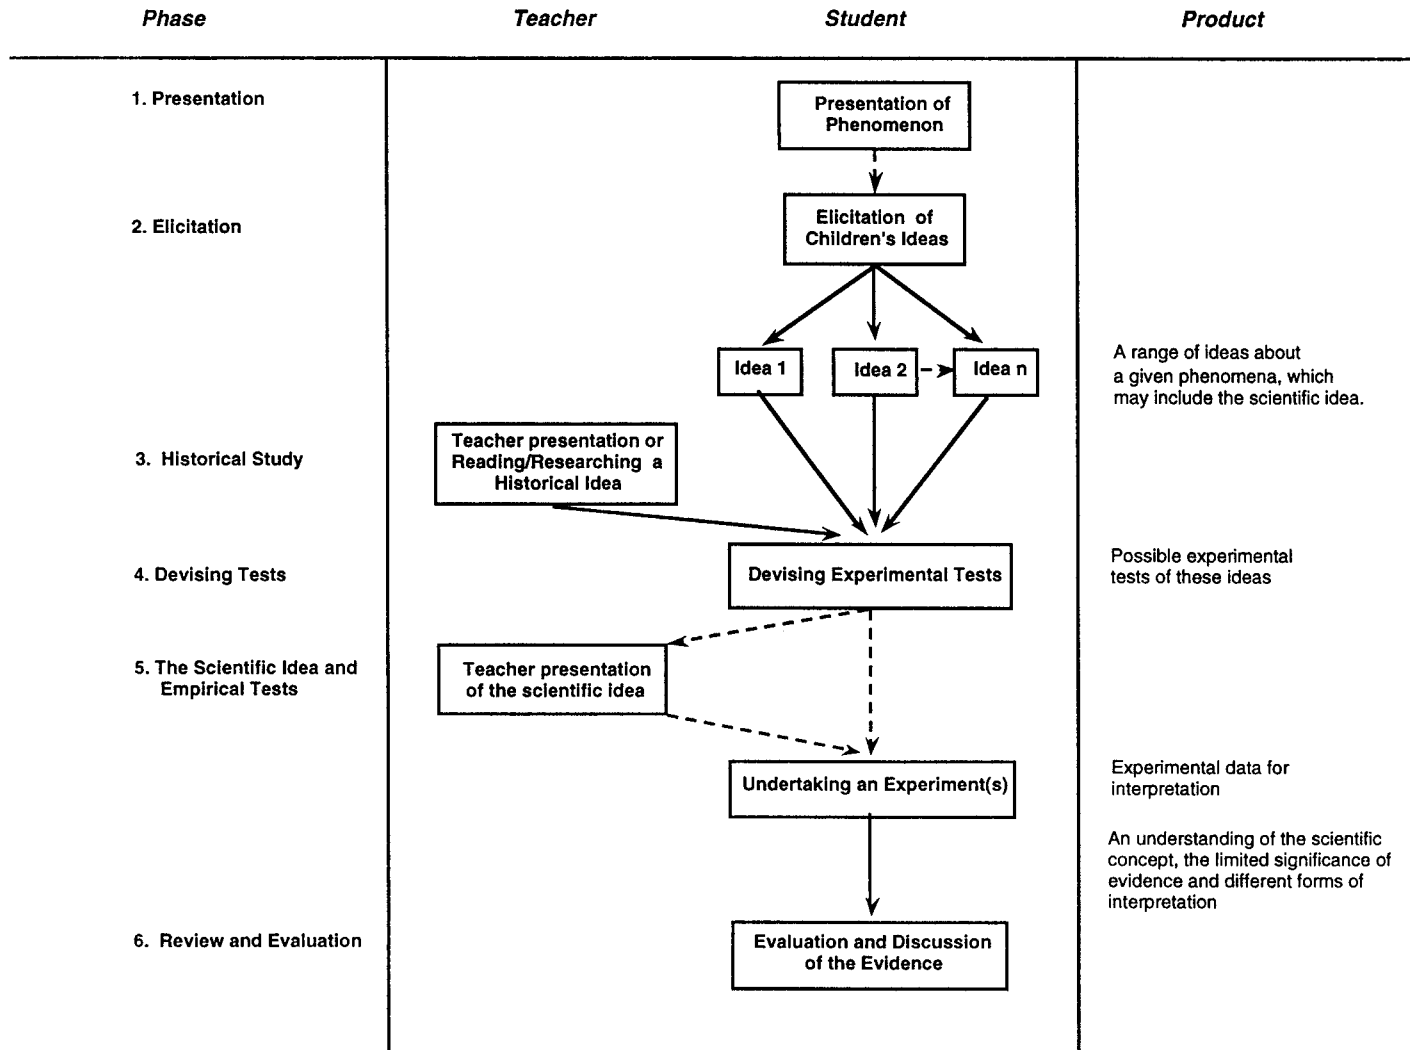 Phase
Teacher
Student
Product
1. Presentation
Presentation of
Phenomenon
2. Elicitation
Elicitation of
Children's Ideas
Idea 1
Idea 2
Idea n
A range of ideas about
a given phenomena, which
may include the scientific idea.
3. Historical Study
Teacher presentation or
Reading/Researching a
Historical Idea
4. Devising Tests
Devising Experimental Tests
Possible experimental
tests of these ideas
5. The Scientific Idea and
Empirical Tests
Teacher presentation
of the scientific idea
Undertaking an Experiment(s)
Experimental data for
interpretation
An understanding of the scientific
concept, the limited significance of
evidence and different forms of
interpretation
6. Review and Evaluation
Evaluation and Discussion
of the Evidence